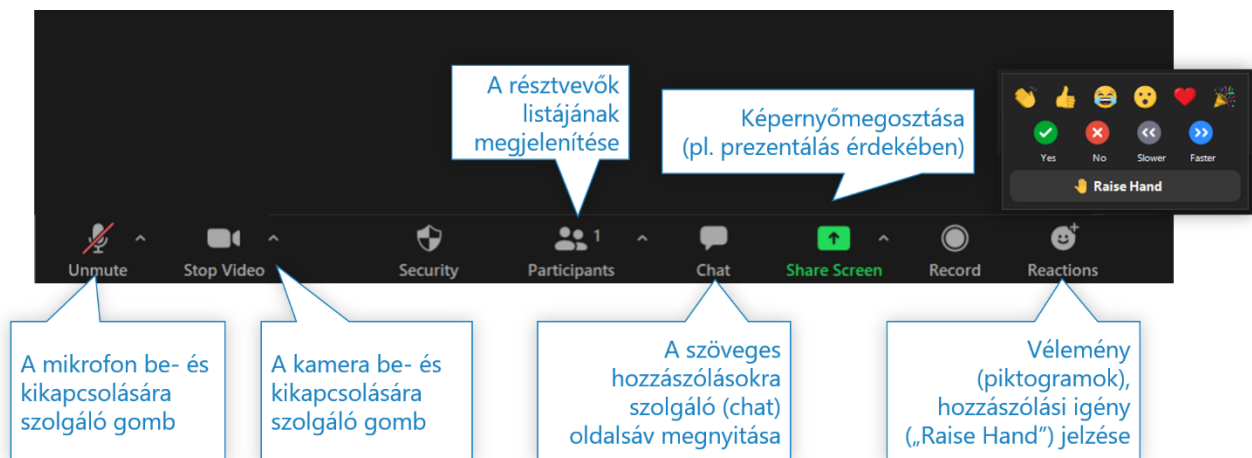 A résztvevők
listájának
megjelenítése
Képernyőmegosztása
(pl. prezentálás érdekében)
Yes No Slower Faster
Raise Hand
1
Unmute Stop Video Security Participants Chat Share Screen Record Reactions
A mikrofon be- és
kikapcsolására
szolgáló gomb
A kamera be- és
kikapcsolására
szolgáló gomb
A szöveges
hozzászólásokra
szolgáló (chat)
oldalsáv megnyitása
Vélemény
(piktogramok),
hozzászólási igény
(„Raise Hand”) jelzése